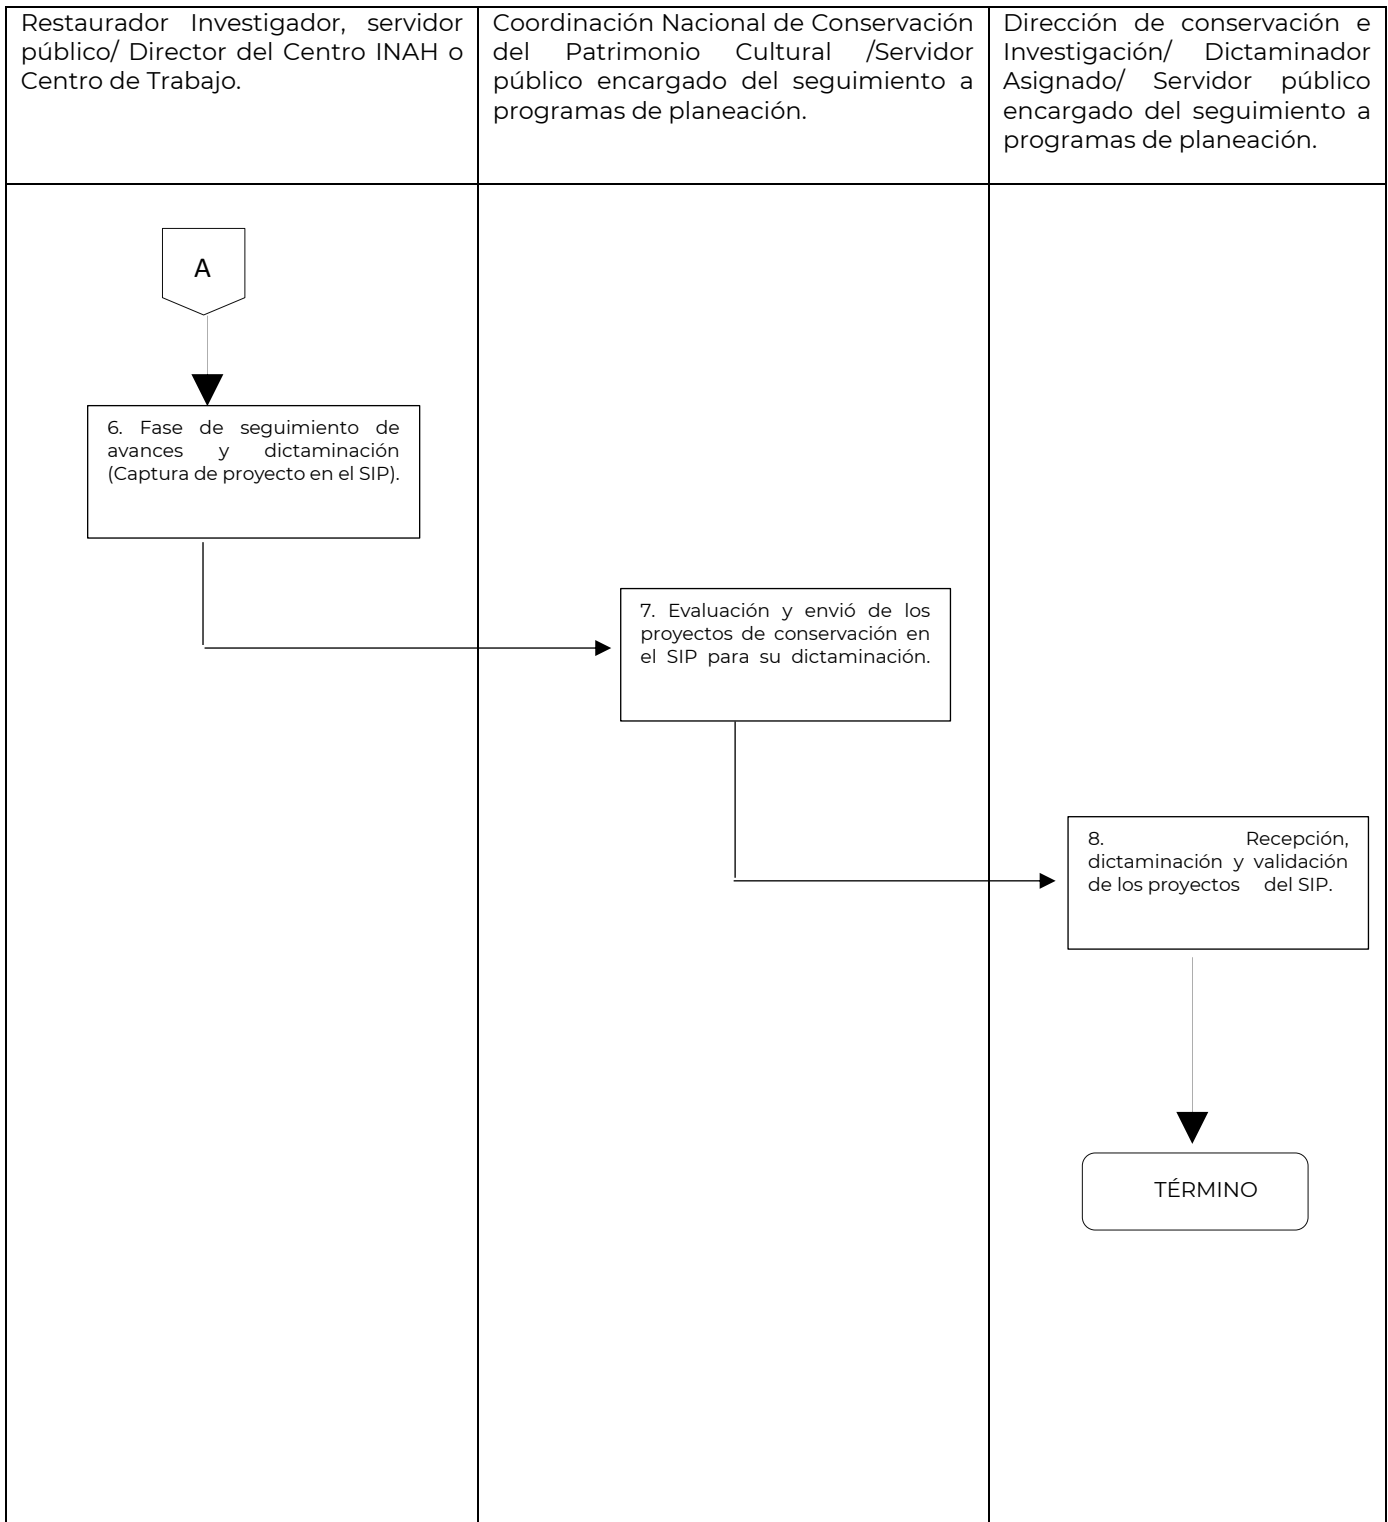 Restaurador Investigador, servidor
público/ Director del Centro INAH o
Centro de Trabajo.
Coordinación Nacional de Conservación
del Patrimonio Cultural /Servidor
público encargado del seguimiento a
programas de planeación.
Dirección de conservación e
Investigación/ Dictaminador
Asignado/ Servidor público
encargado del seguimiento a
programas de planeación.
A
6. Fase de seguimiento de
avances y dictaminación
(Captura de proyecto en el SIP).
7. Evaluación y envió de los
proyectos de conservación en
el SIP para su dictaminación.
8. Recepción,
dictaminación y validación
de los proyectos del SIP.
TÉRMINO